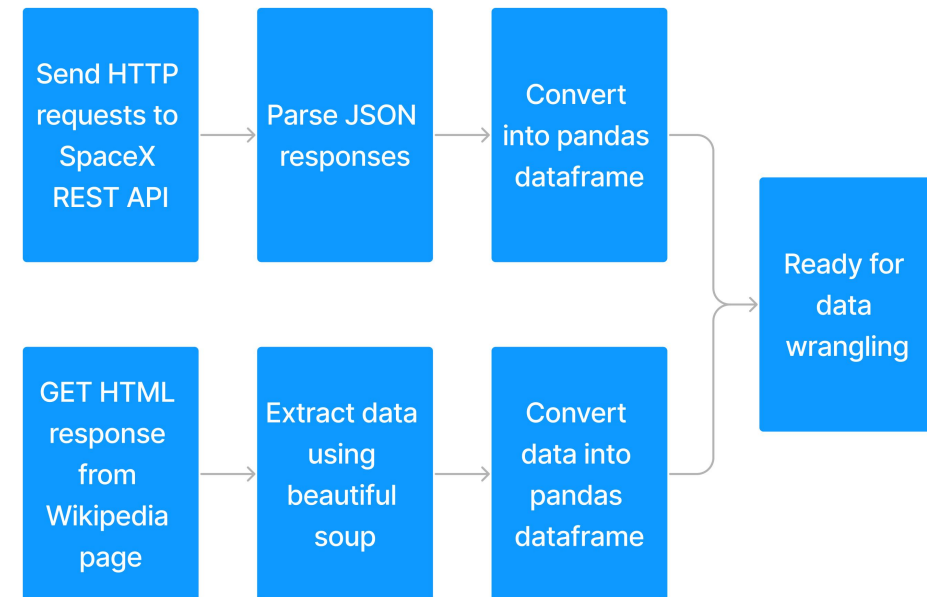 Send HTTP
requests to
SpaceX
REST API
Parse JSON
responses
Convert
into pandas
dataframe
Ready for
data
wrangling
GET HTML
response
from
Wikipedia
page
Extract data
using
beautiful
soup
Convert
data into
pandas
dataframe